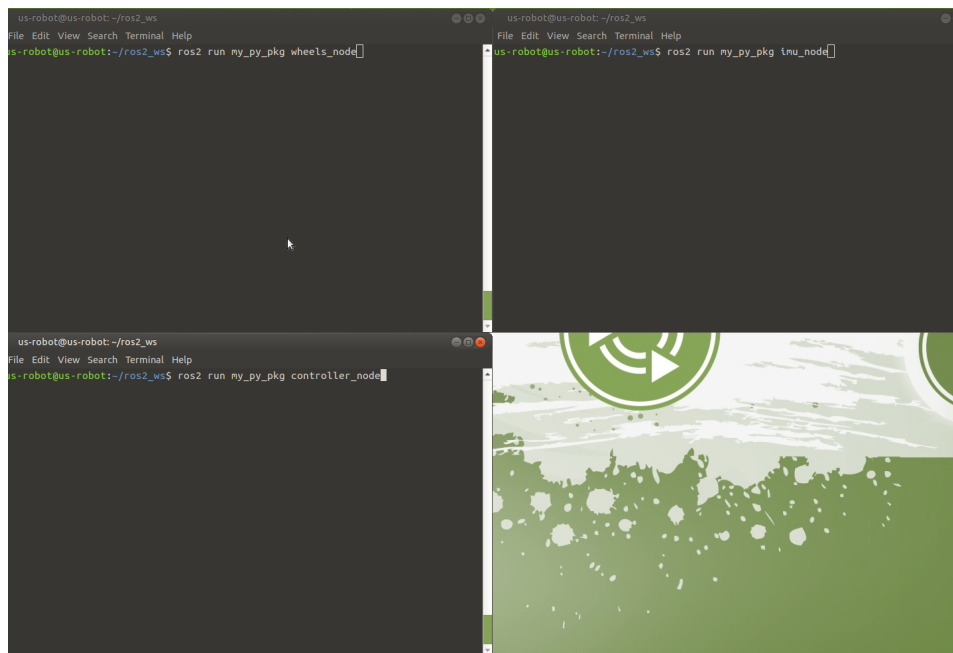 us-robot@us-robot: ~/ros2_ws
File Edit View Search Terminal Help
us-robot@us-robot:~/ros2_ws$ ros2 run my_py_pkg wheels_node
us-robot@us-robot: ~/ros2_ws
File Edit View Search Terminal Help
us-robot@us-robot:~/ros2_ws$ ros2 run my_py_pkg imu_node
us-robot@us-robot: ~/ros2_ws
File Edit View Search Terminal Help
us-robot@us-robot:~/ros2_ws$ ros2 run my_py_pkg controller_node